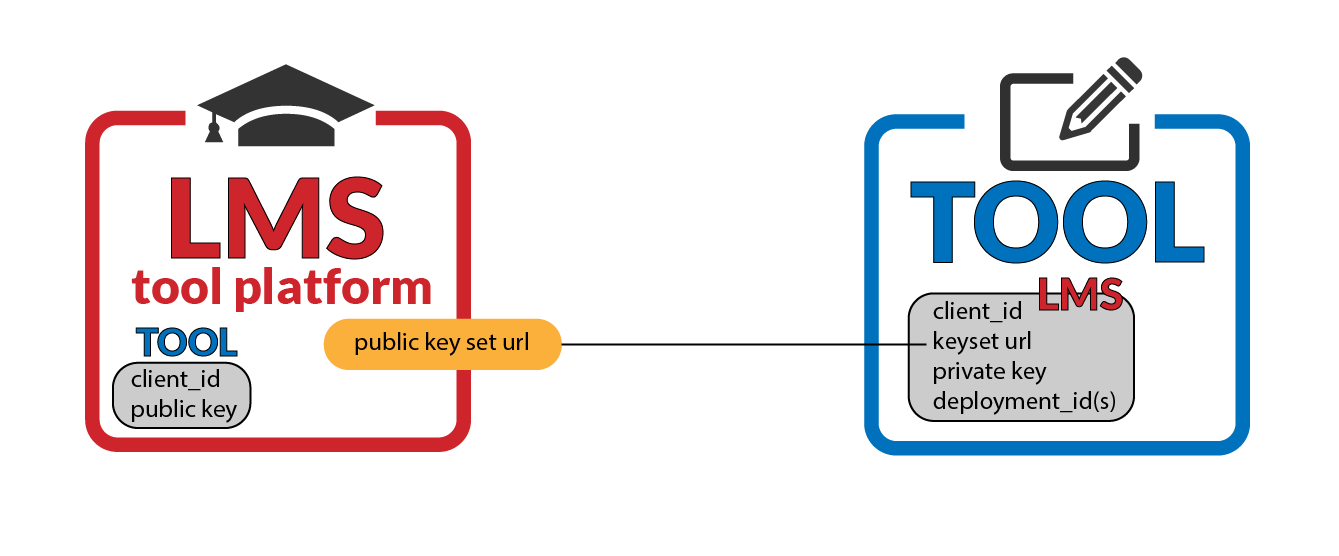 LMS
tool platform
TOOL
client_id
public key
public key set url
TOOL
LMS
client_id
keyset url
private key
deployment_id(s)